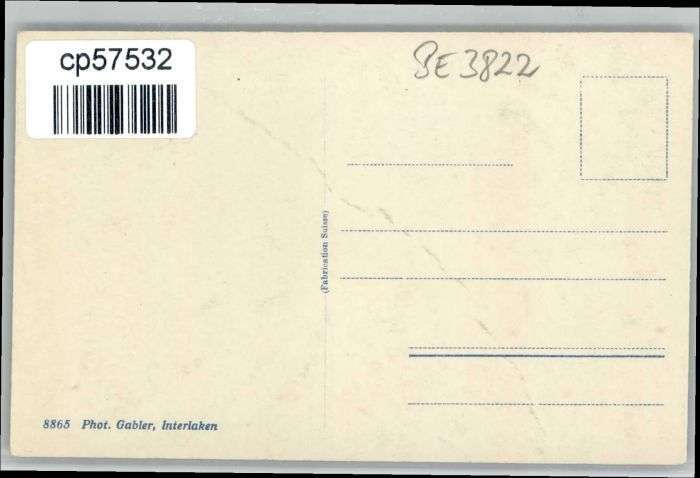 cp57532
BE 3822
(Fabrication Suisse)
8865 Phot. Gabler, Interlaken